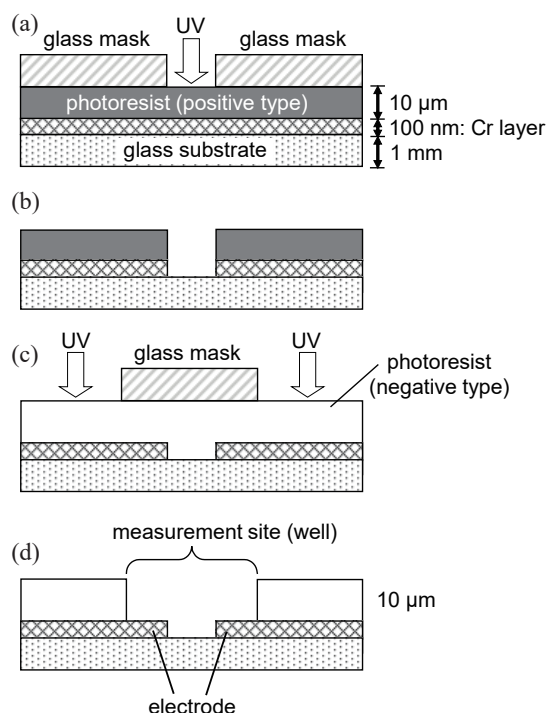 (a)
UV
glass mask
glass mask
photoresist (positive type)
10 µm
100 nm: Cr layer
glass substrate
1 mm
(b)
(c)
UV
glass mask
UV
photoresist
(negative type)
(d)
measurement site (well)
10 µm
electrode